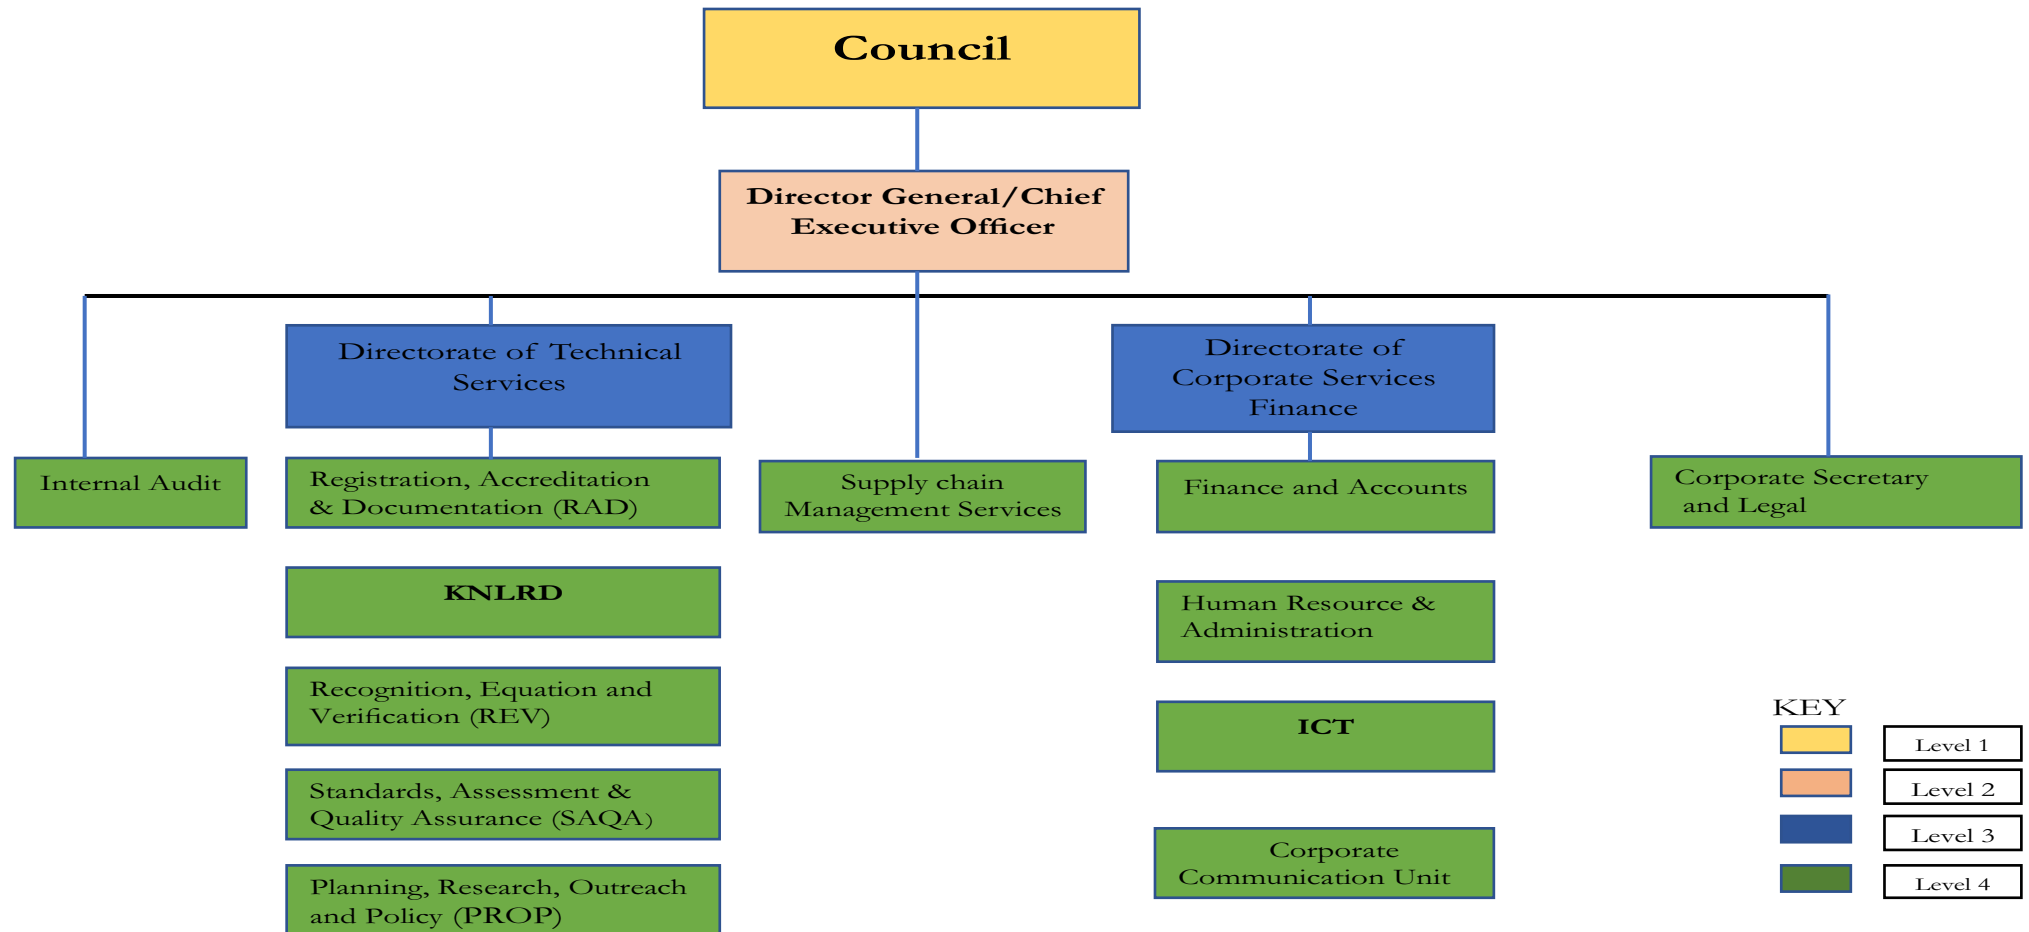 Council
Director General/Chief
Executive Officer
Directorate of Technical
Services
Directorate of
Corporate Services
Finance
Internal Audit
Registration, Accreditation
& Documentation (RAD)
Supply chain
Management Services
Finance and Accounts
Corporate Secretary
and Legal
KNLRD
Human Resource &
Administration
Recognition, Equation and
Verification (REV)
ICT
Standards, Assessment &
Quality Assurance (SAQA)
Corporate
Communication Unit
Planning, Research, Outreach
and Policy (PROP)
KEY
Level 1
Level 2
Level 3
Level 4